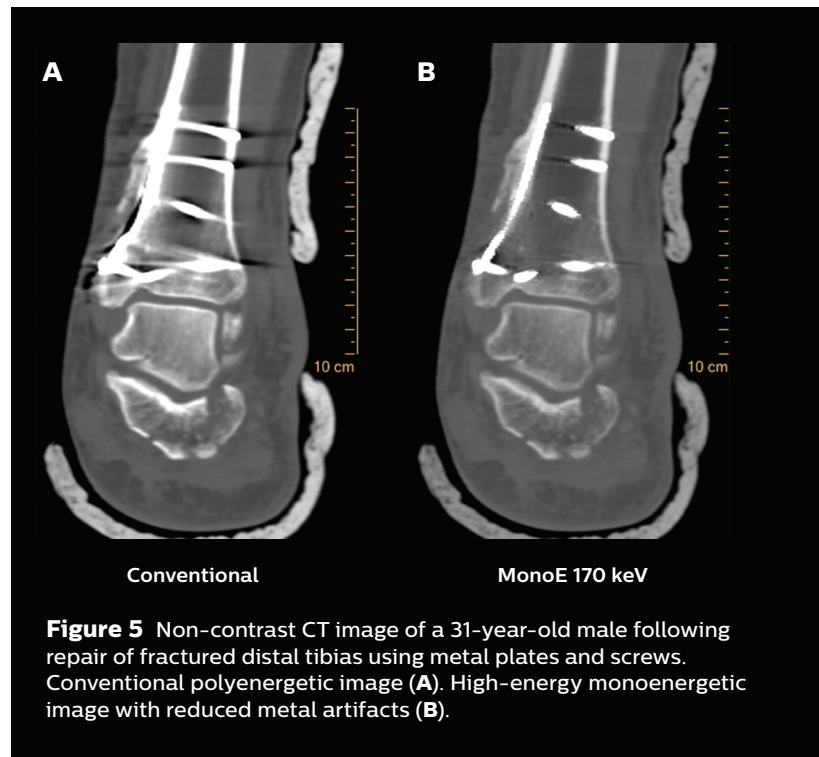 A
B
10 cm
10 cm
Conventional
MonoE 170 keV
Figure 5 Non-contrast CT image of a 31-year-old male following
repair of fractured distal tibias using metal plates and screws.
Conventional polyenergetic image (A). High-energy monoenergetic
image with reduced metal artifacts (B).